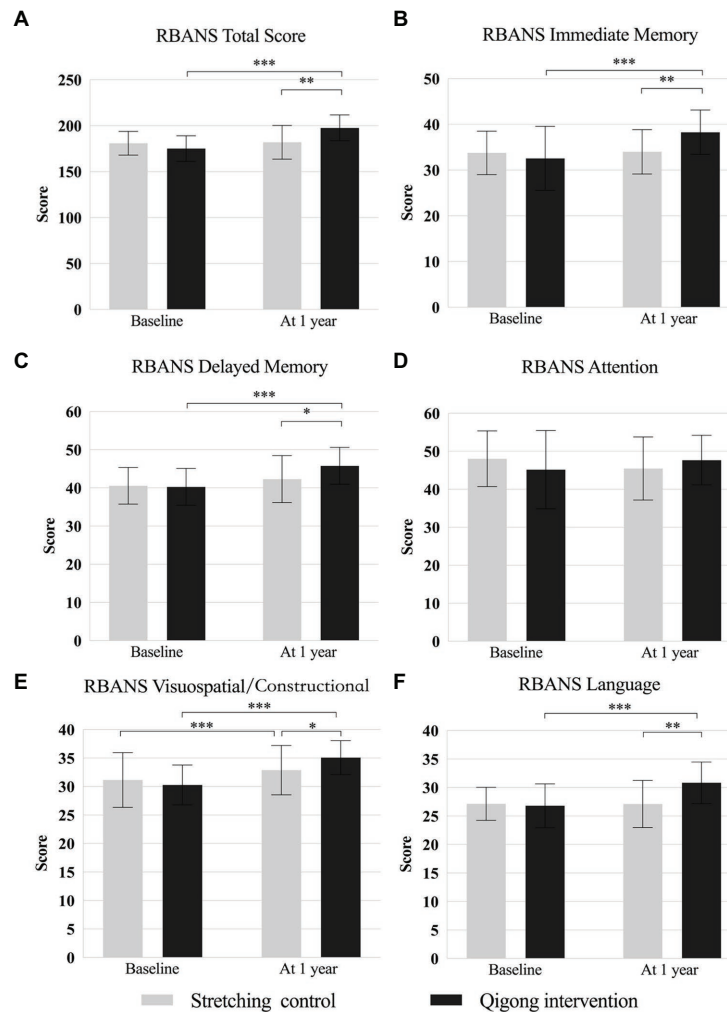 A
RBANS Total Score
***
**
250
200
150
100
50
0
Score
Baseline
At 1 year
B
RBANS Immediate Memory
***
**
50
40
30
20
10
0
Score
Baseline
At 1 year
C
RBANS Delayed Memory
***
*
60
50
40
30
20
10
0
Score
Baseline
At 1 year
D
RBANS Attention
60
50
40
30
20
10
0
Score
Baseline
At 1 year
E
RBANS Visuospatial/Constructional
***
***
*
40
35
30
25
20
15
10
5
0
Score
Baseline
At 1 year
F
RBANS Language
***
**
40
35
30
25
20
15
10
5
0
Score
Baseline
At 1 year
Stretching control
Qigong intervention